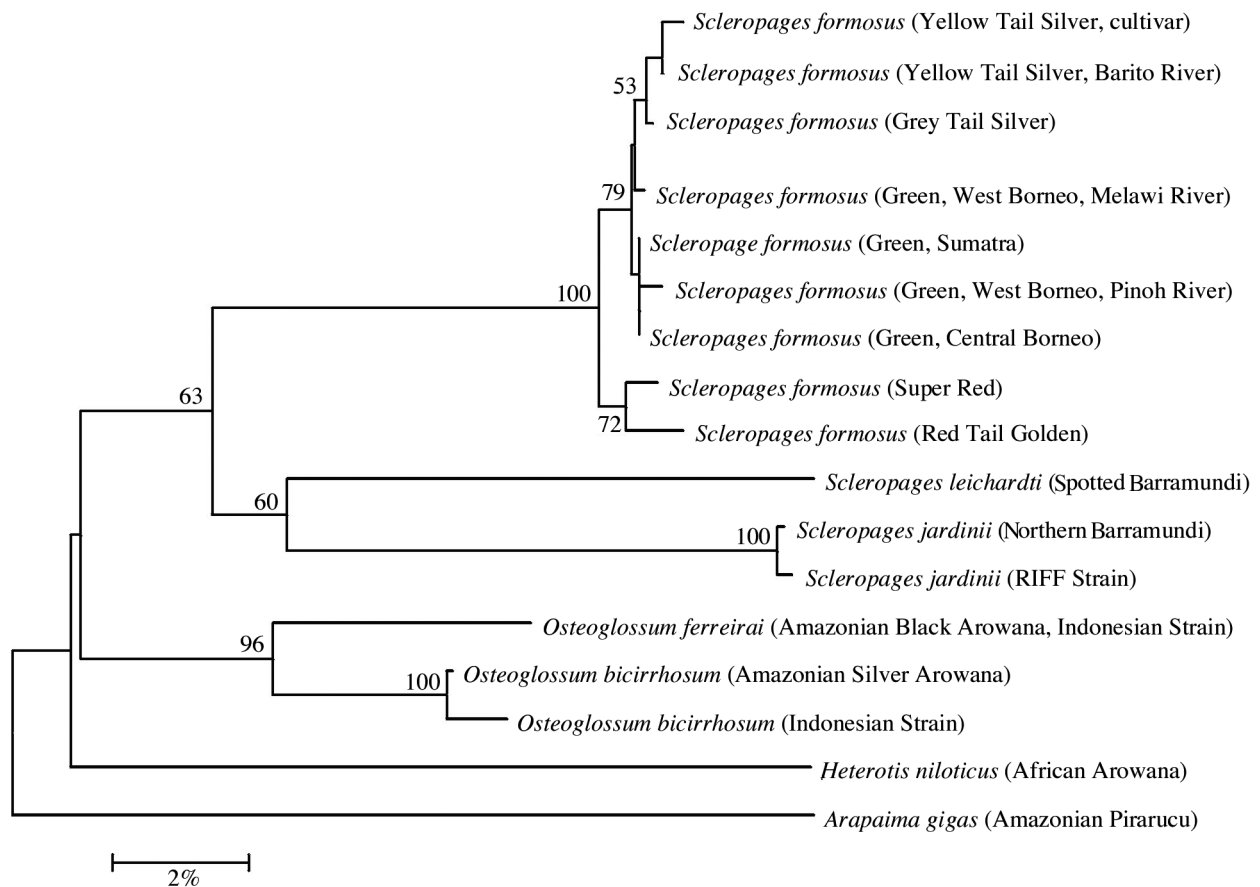 Scleropages formosus (Yellow Tail Silver, cultivar)
Scleropages formosus (Yellow Tail Silver, Barito River)
53
Scleropages formosus (Grey Tail Silver)
79
Scleropages formosus (Green, West Borneo, Melawi River)
Scleropage formosus (Green, Sumatra)
100
Scleropages formosus (Green, West Borneo, Pinoh River)
Scleropages formosus (Green, Central Borneo)
63
Scleropages formosus (Super Red)
72
Scleropages formosus (Red Tail Golden)
60
Scleropages leichardti (Spotted Barramundi)
100
Scleropages jardinii (Northern Barramundi)
Scleropages jardinii (RIFF Strain)
96
Osteoglossum ferreirai (Amazonian Black Arowana, Indonesian Strain)
100
Osteoglossum bicirrhosum (Amazonian Silver Arowana)
Osteoglossum bicirrhosum (Indonesian Strain)
Heterotis niloticus (African Arowana)
Arapaima gigas (Amazonian Pirarucu)
2%